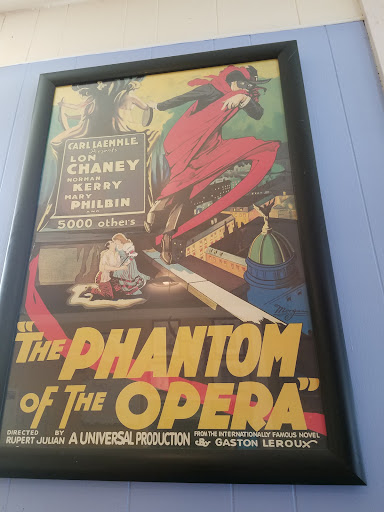 CARL LAEMMLE
Presents
LON
CHANEY
NORMAN
KERRY
MARY
PHILBIN
AND
5000 others
"THE PHANTOM
OF THE OPERA"
DIRECTED BY
RUPERT JULIAN
A UNIVERSAL PRODUCTION
FROM THE INTERNATIONALLY FAMOUS NOVEL
By GASTON LEROUX